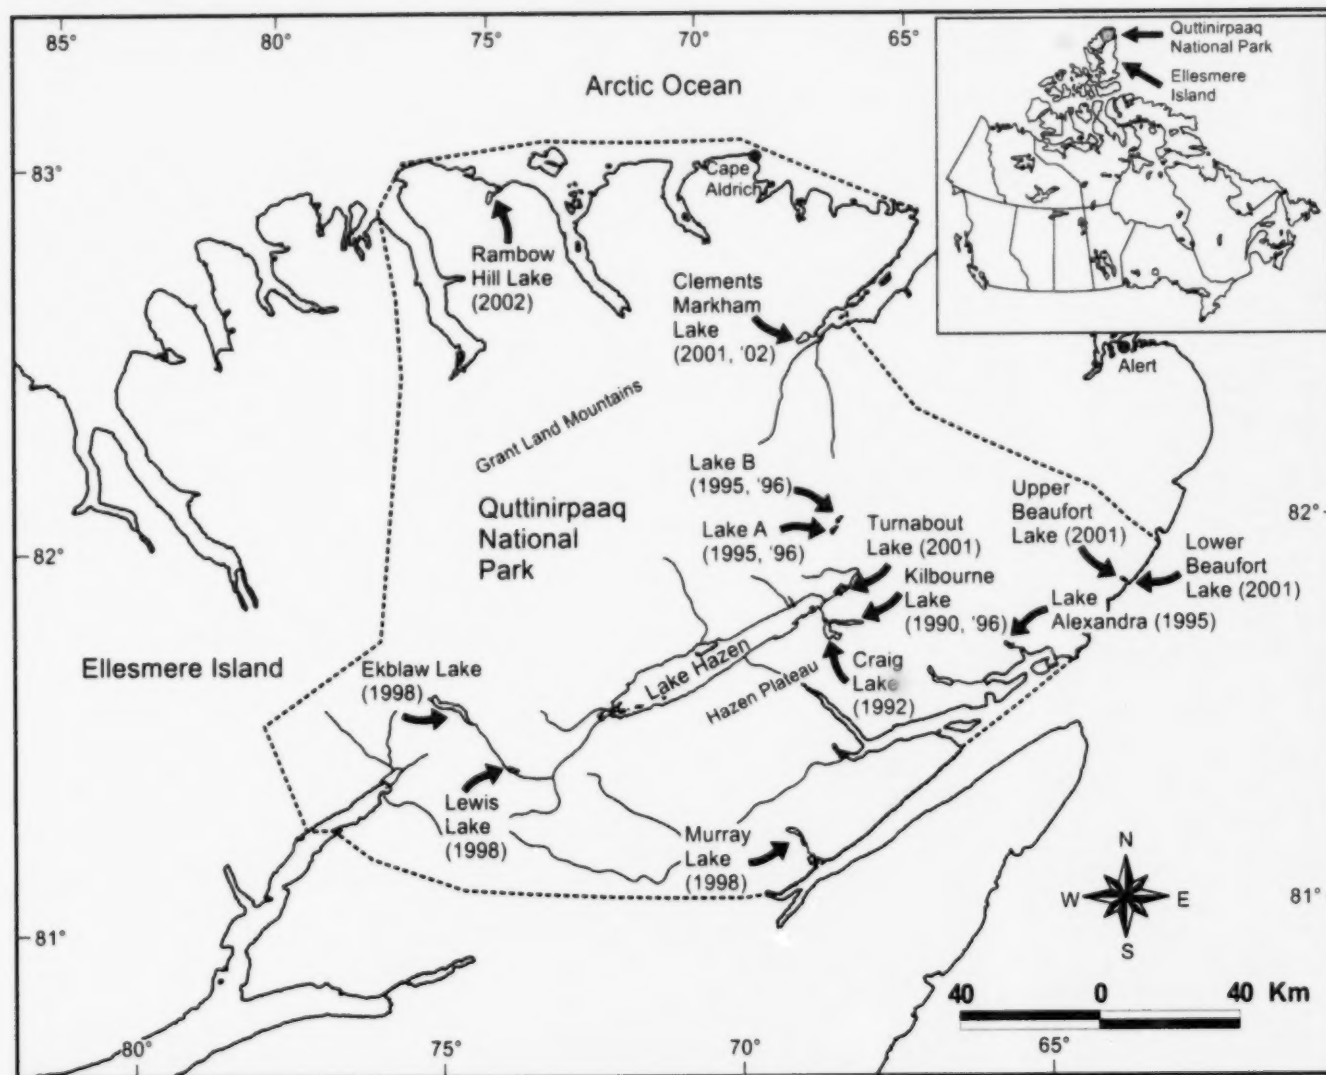 85°
80°
75°
70°
65°
Quttinirpaaq
National Park
Ellesmere
Island
Arctic Ocean
83°
Cape
Aldrich
Rambow
Hill Lake
(2002)
Clements
Markham
Lake
(2001, '02)
Alert
Grant Land Mountains
Lake B
(1995, '96)
Lake A
(1995, '96)
Quttinirpaaq
National
Park
Turnabout
Lake (2001)
Kilbourne
Lake
(1990, '96)
Upper
Beaufort
Lake (2001)
82°
Lower
Beaufort
Lake (2001)
82°
Lake
Alexandra (1995)
Ellesmere Island
Ekblaw Lake
(1998)
Lake Hazen
Hazen Plateau
Craig
Lake
(1992)
Lewis
Lake
(1998)
Murray
Lake
(1998)
N
W
E
S
81°
81°
40
0
40 Km
80°
75°
70°
65°